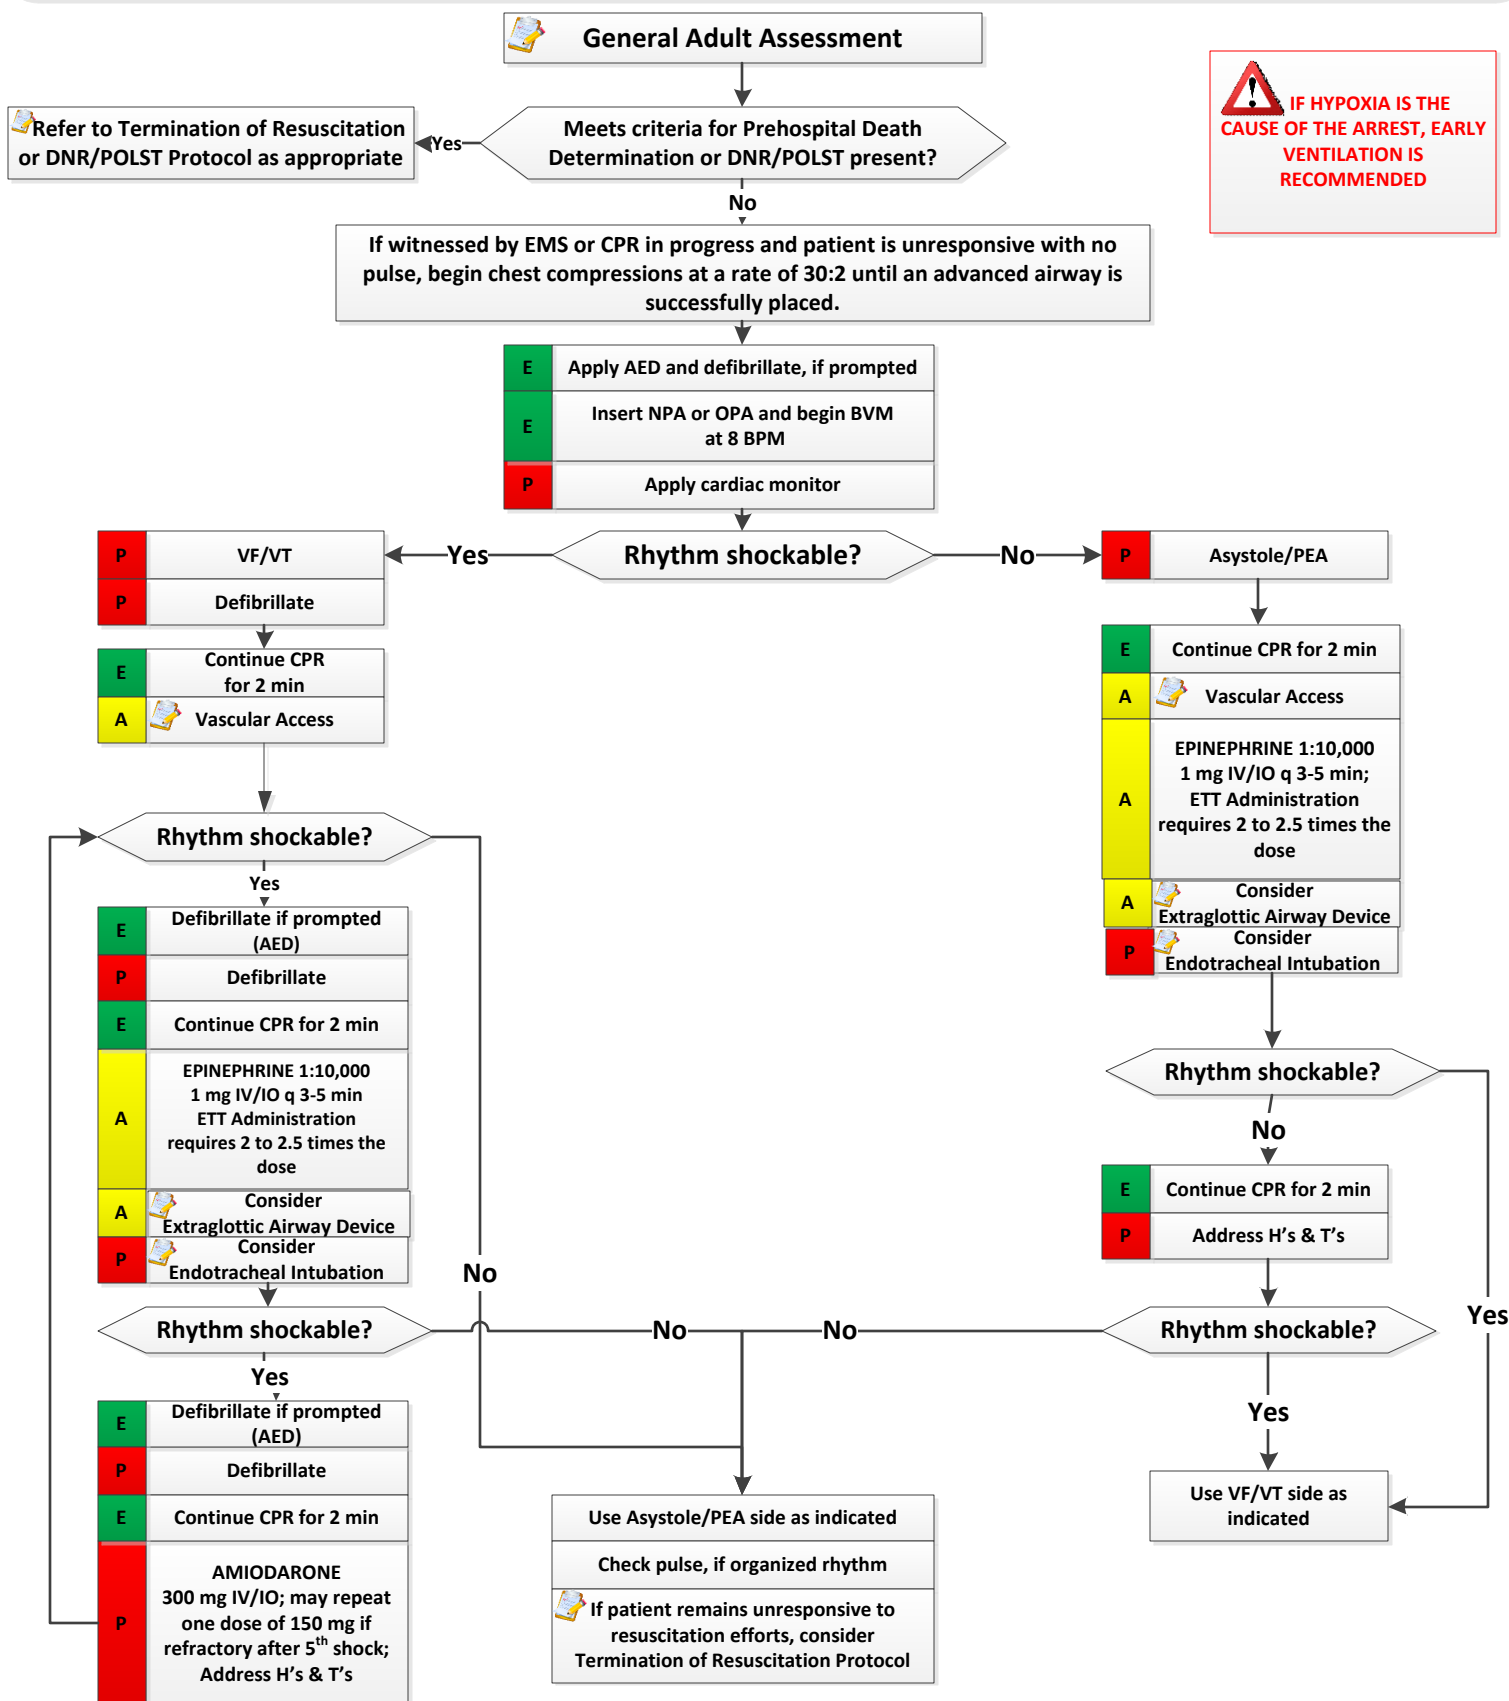 General Adult Assessment
IF HYPOXIA IS THE
CAUSE OF THE ARREST, EARLY
VENTILATION IS
RECOMMENDED
Refer to Termination of Resuscitation
or DNR/POLST Protocol as appropriate
Yes
Meets criteria for Prehospital Death
Determination or DNR/POLST present?
No
If witnessed by EMS or CPR in progress and patient is unresponsive with no
pulse, begin chest compressions at a rate of 30:2 until an advanced airway is
successfully placed.
E
Apply AED and defibrillate, if prompted
E
Insert NPA or OPA and begin BVM
at 8 BPM
P
Apply cardiac monitor
Rhythm shockable?
Yes
No
P
VF/VT
P
Defibrillate
E
Continue CPR
for 2 min
A
Vascular Access
Rhythm shockable?
Yes
No
E
Defibrillate if prompted
(AED)
P
Defibrillate
E
Continue CPR for 2 min
A
EPINEPHRINE 1:10,000
1 mg IV/IO q 3-5 min
ETT Administration
requires 2 to 2.5 times the
dose
A
Consider
Extraglottic Airway Device
P
Consider
Endotracheal Intubation
Rhythm shockable?
No
Yes
E
Defibrillate if prompted
(AED)
P
Defibrillate
E
Continue CPR for 2 min
P
AMIODARONE
300 mg IV/IO; may repeat
one dose of 150 mg if
refractory after 5th shock;
Address H's & T's
P
Asystole/PEA
E
Continue CPR for 2 min
A
Vascular Access
A
EPINEPHRINE 1:10,000
1 mg IV/IO q 3-5 min;
ETT Administration
requires 2 to 2.5 times the
dose
A
Consider
Extraglottic Airway Device
P
Consider
Endotracheal Intubation
Rhythm shockable?
No
Yes
E
Continue CPR for 2 min
P
Address H's & T's
Rhythm shockable?
No
Yes
Use VF/VT side as
indicated
Use Asystole/PEA side as indicated
Check pulse, if organized rhythm
If patient remains unresponsive to
resuscitation efforts, consider
Termination of Resuscitation Protocol